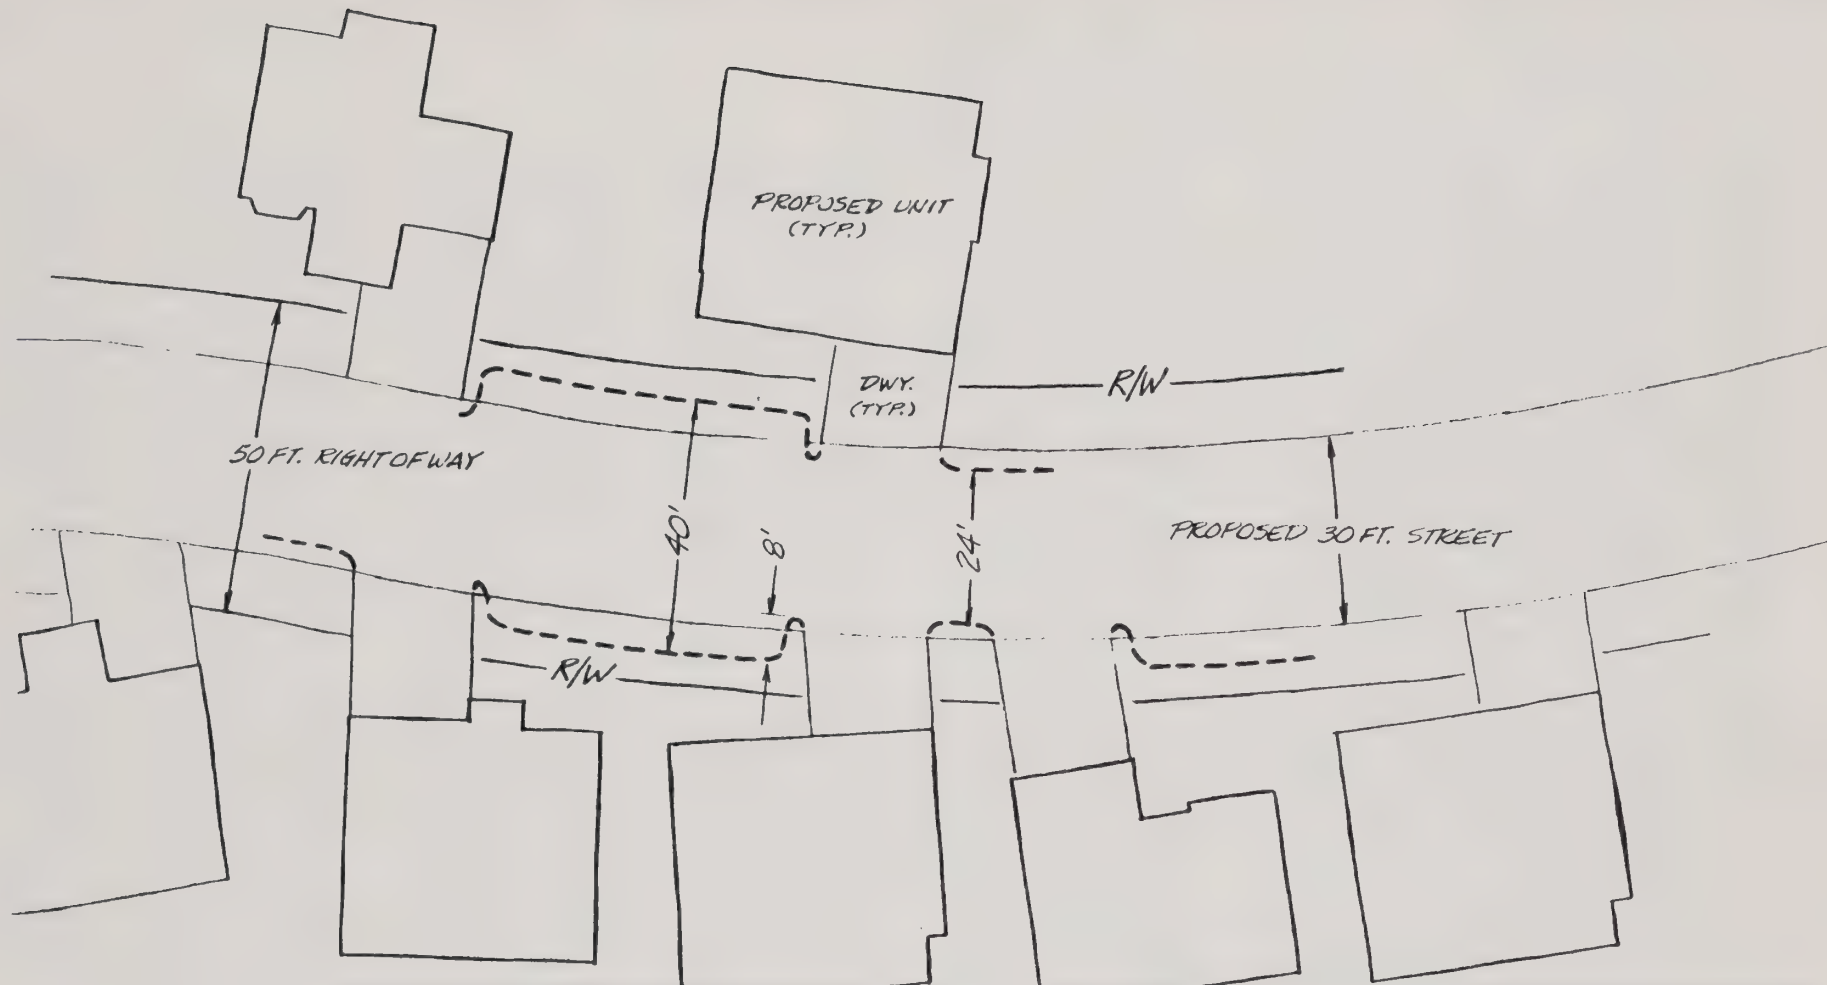 PROPOSED UNIT
(TYP.)
DWY.
(TYP.)
R/W
50 FT. RIGHT OF WAY
40'
8'
24'
PROPOSED 30 FT. STREET
R/W